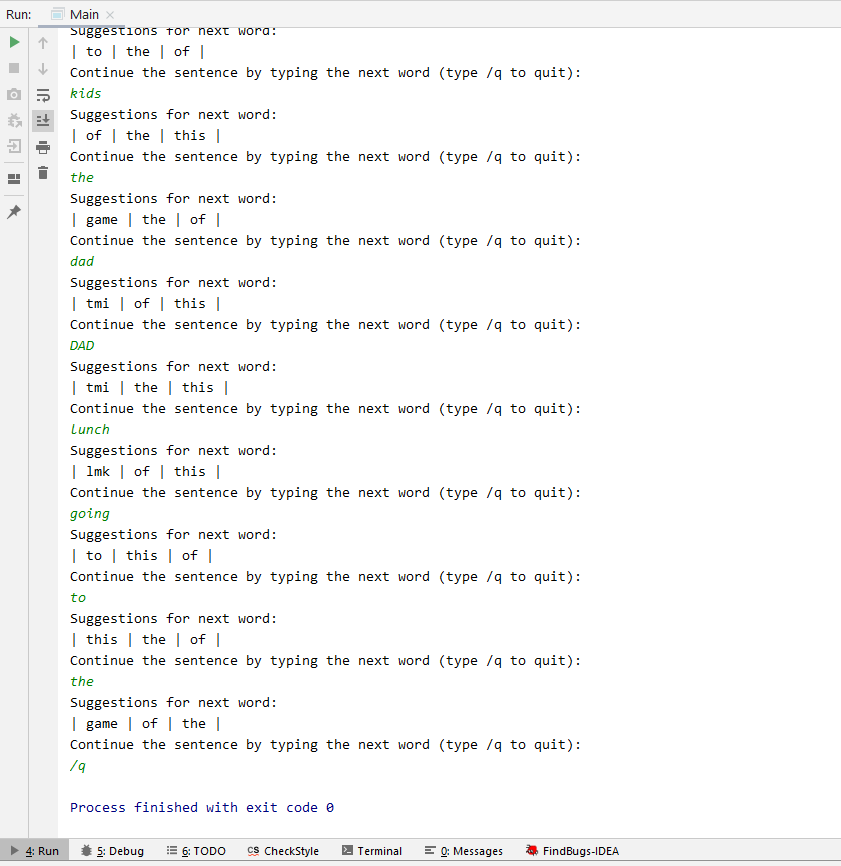 Run: Main
Suggestions for next word:
| to | the | of |
Continue the sentence by typing the next word (type /q to quit):
kids
Suggestions for next word:
| of | the | this |
Continue the sentence by typing the next word (type /q to quit):
the
Suggestions for next word:
| game | the | of |
Continue the sentence by typing the next word (type /q to quit):
dad
Suggestions for next word:
| tmi | of | this |
Continue the sentence by typing the next word (type /q to quit):
DAD
Suggestions for next word:
| tmi | the | this |
Continue the sentence by typing the next word (type /q to quit):
lunch
Suggestions for next word:
| lmk | of | this |
Continue the sentence by typing the next word (type /q to quit):
going
Suggestions for next word:
| to | this | of |
Continue the sentence by typing the next word (type /q to quit):
to
Suggestions for next word:
| this | the | of |
Continue the sentence by typing the next word (type /q to quit):
the
Suggestions for next word:
| game | of | the |
Continue the sentence by typing the next word (type /q to quit):
/q
Process finished with exit code 0
4: Run 5: Debug 6: TODO CS CheckStyle Terminal 0: Messages FindBugs-IDEA